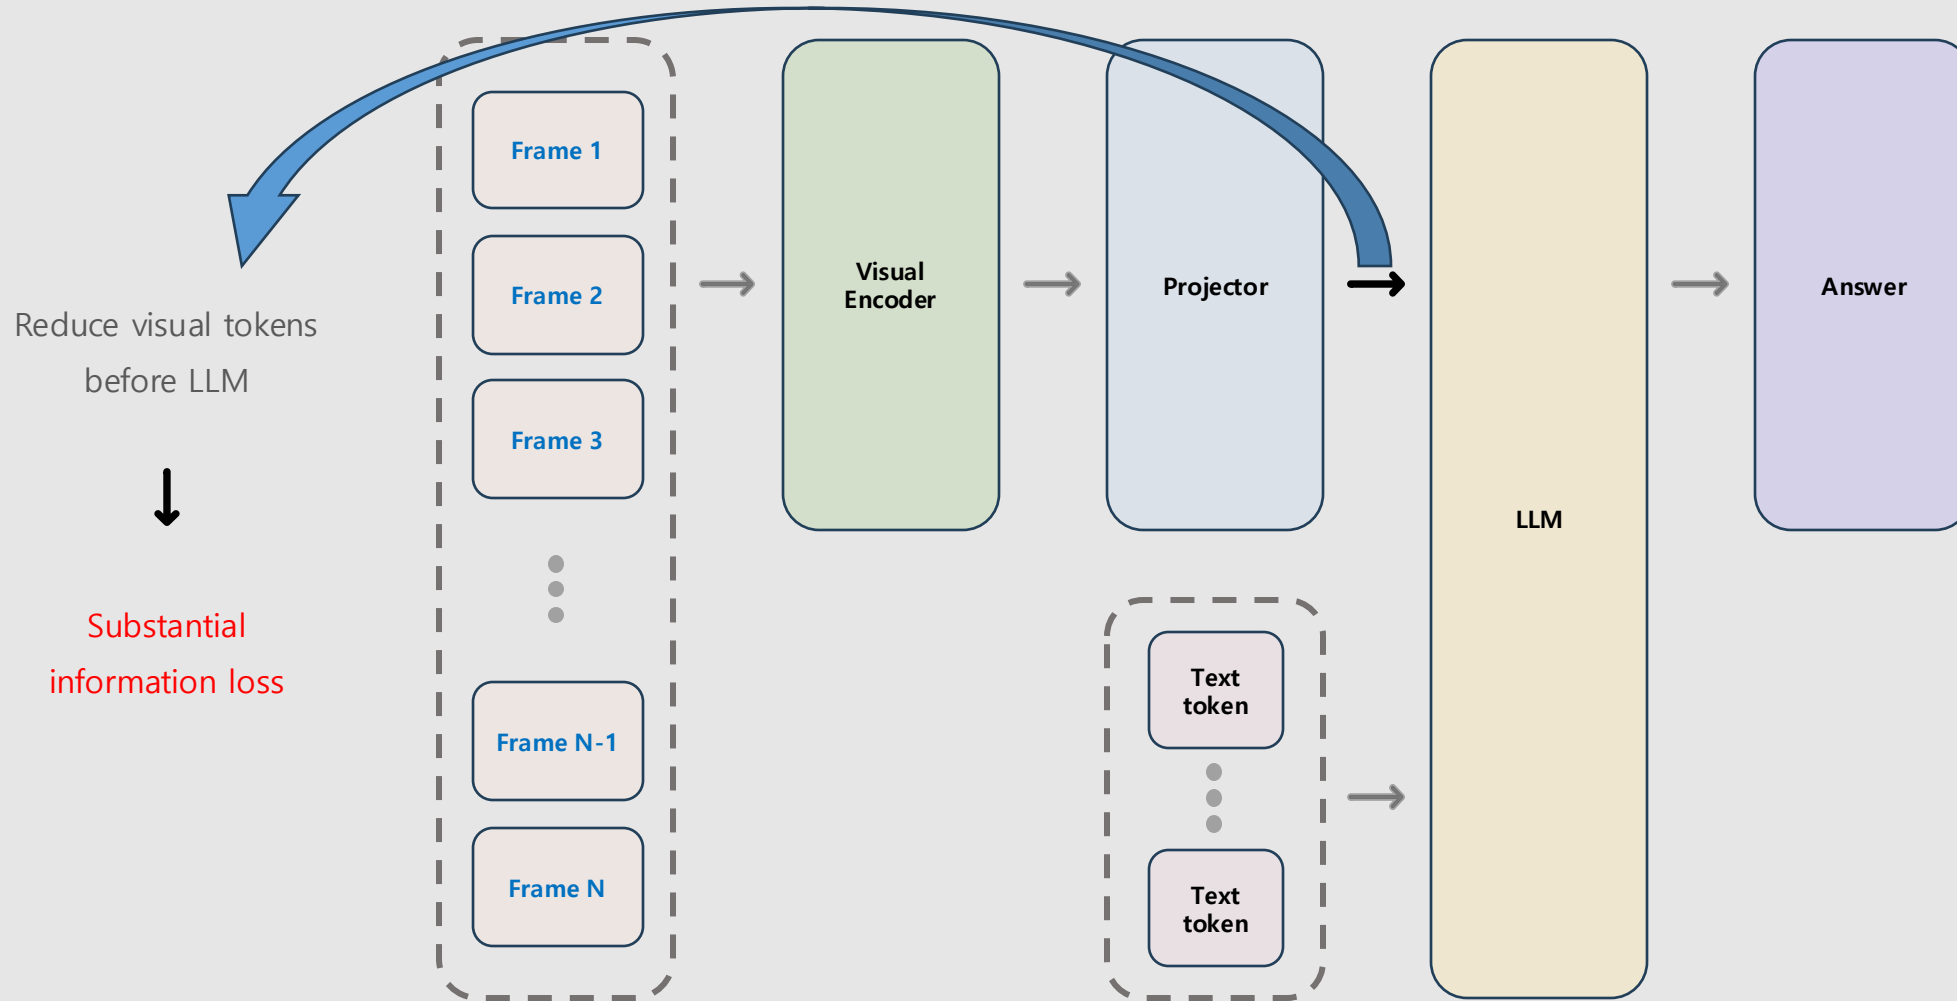 Reduce visual tokens
before LLM
Substantial
information loss
Frame 1
Frame 2
Frame 3
Frame N-1
Frame N
Visual
Encoder
Projector
Text
token
Text
token
LLM
Answer